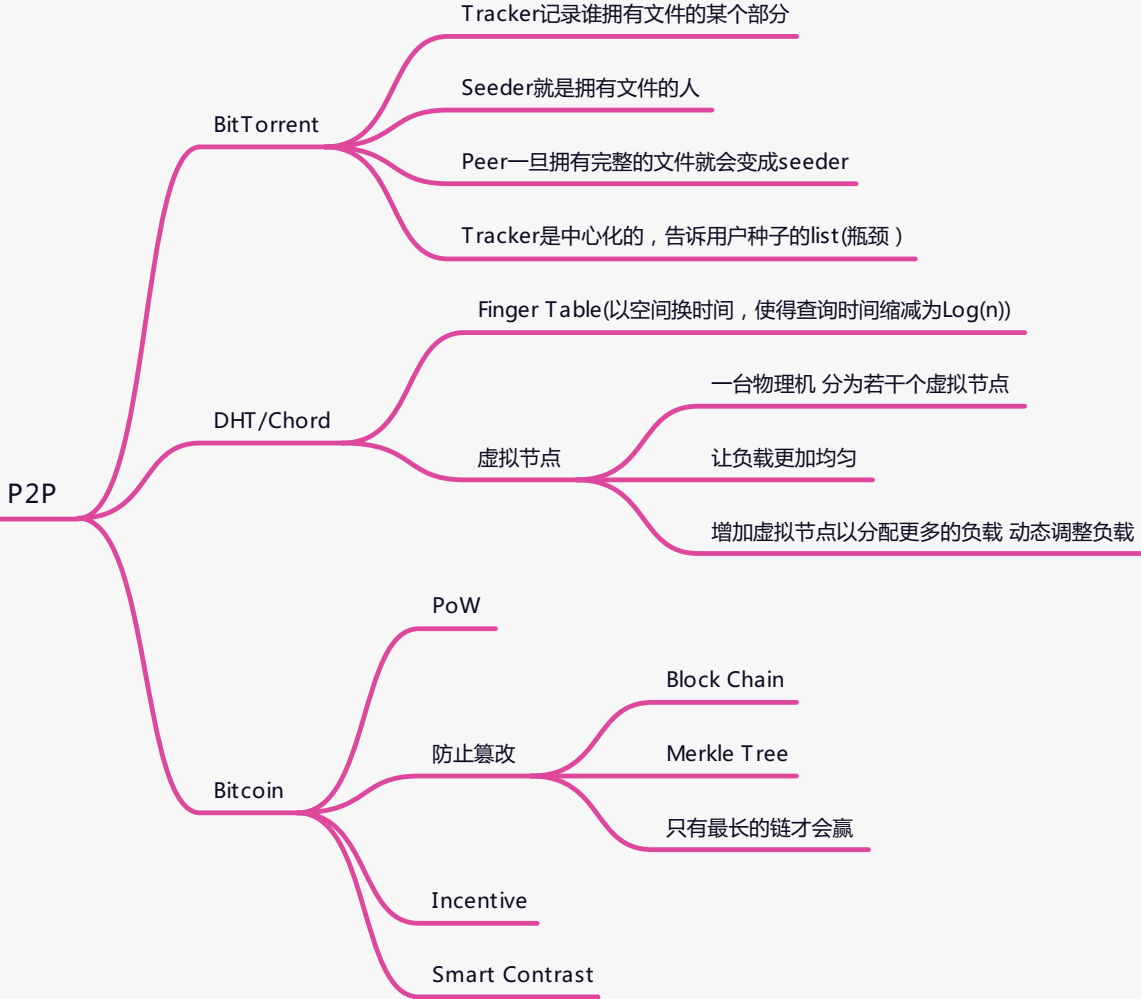 P2P
BitTorrent
Tracker记录谁拥有文件的某个部分
Seeder就是拥有文件的人
Peer一旦拥有完整的文件就会变成seeder
Tracker是中心化的，告诉用户种子的list(瓶颈）
DHT/Chord
Finger Table(以空间换时间，使得查询时间缩减为Log(n))
虚拟节点
一台物理机 分为若干个虚拟节点
让负载更加均匀
增加虚拟节点以分配更多的负载 动态调整负载
Bitcoin
PoW
防止篡改
Block Chain
Merkle Tree
只有最长的链才会赢
Incentive
Smart Contrast